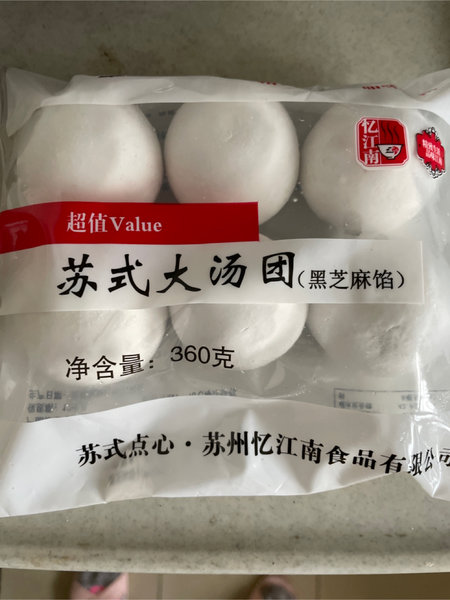 忆江南
超值Value
苏式大汤团(黑芝麻馅)
净含量：360克
苏式点心·苏州忆江南食品有限公司